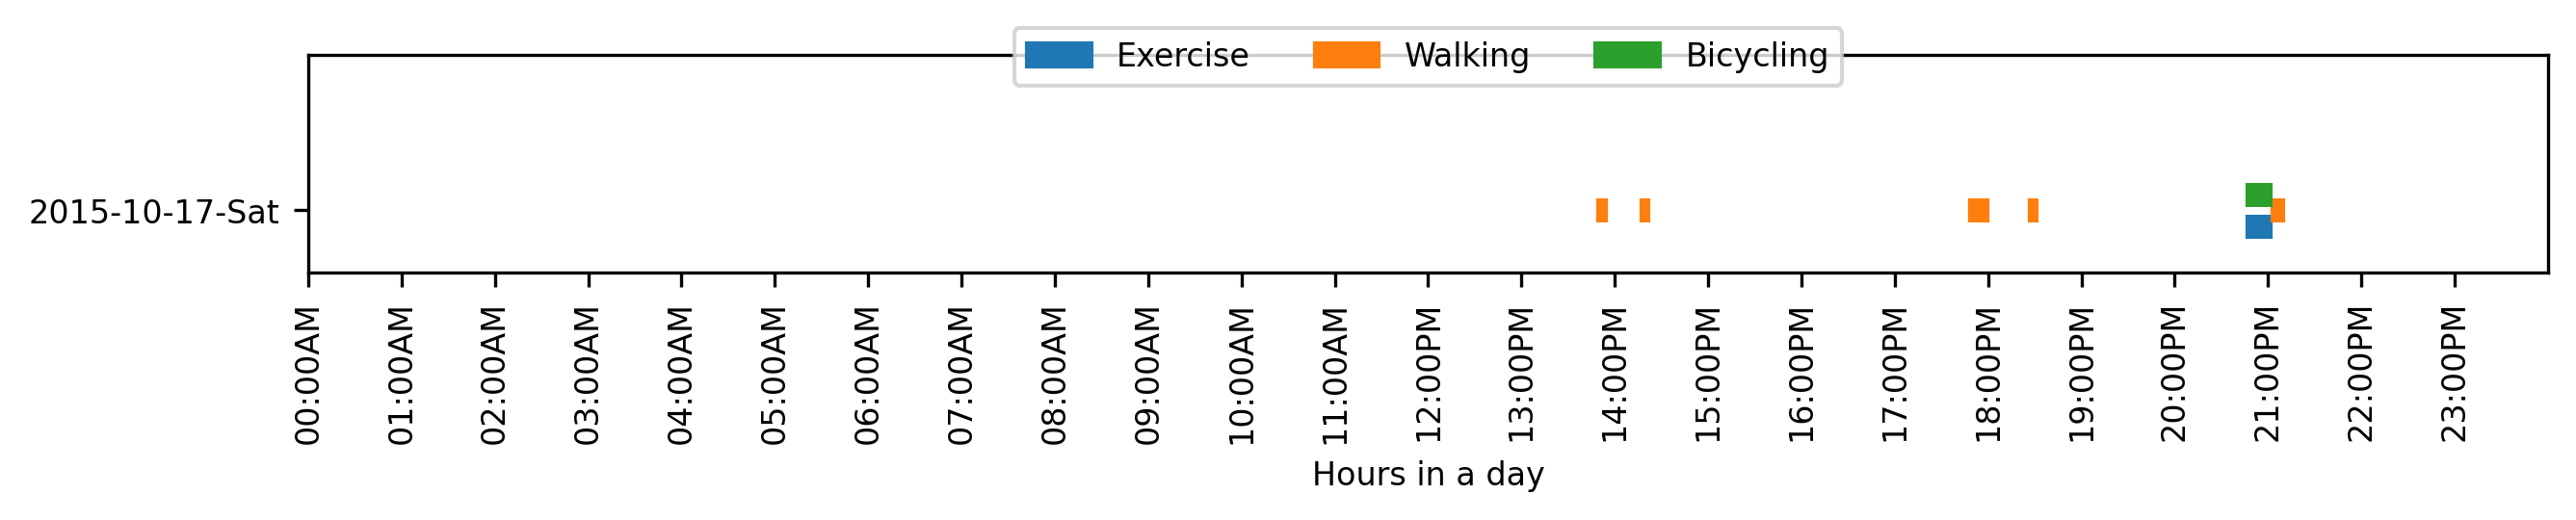 Exercise Walking Bicycling
2015-10-17-Sat
00:00AM
01:00AM
02:00AM
03:00AM
04:00AM
05:00AM
06:00AM
07:00AM
08:00AM
09:00AM
10:00AM
11:00AM
12:00PM
13:00PM
14:00PM
15:00PM
16:00PM
17:00PM
18:00PM
19:00PM
20:00PM
21:00PM
22:00PM
23:00PM
Hours in a day